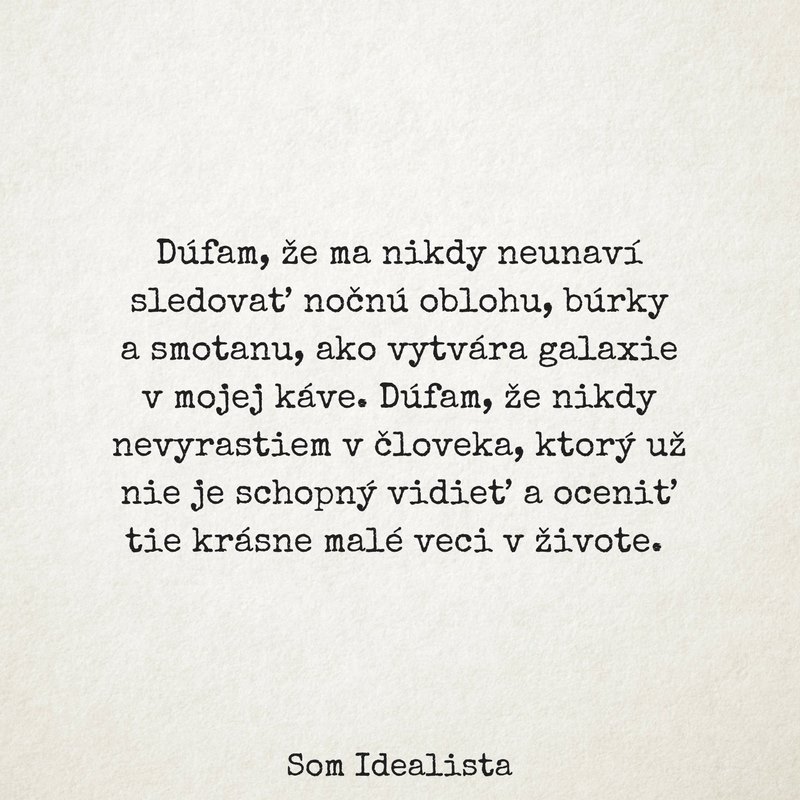 Dúfam, že ma nikdy neunaví
sledovať nočnú oblohu, búrky
a smotanu, ako vytvára galaxie
v mojej káve. Dúfam, že nikdy
nevyrastiem v človeka, ktorý už
nie je schopný vidieť a oceniť
tie krásne malé veci v živote.
Som Idealista